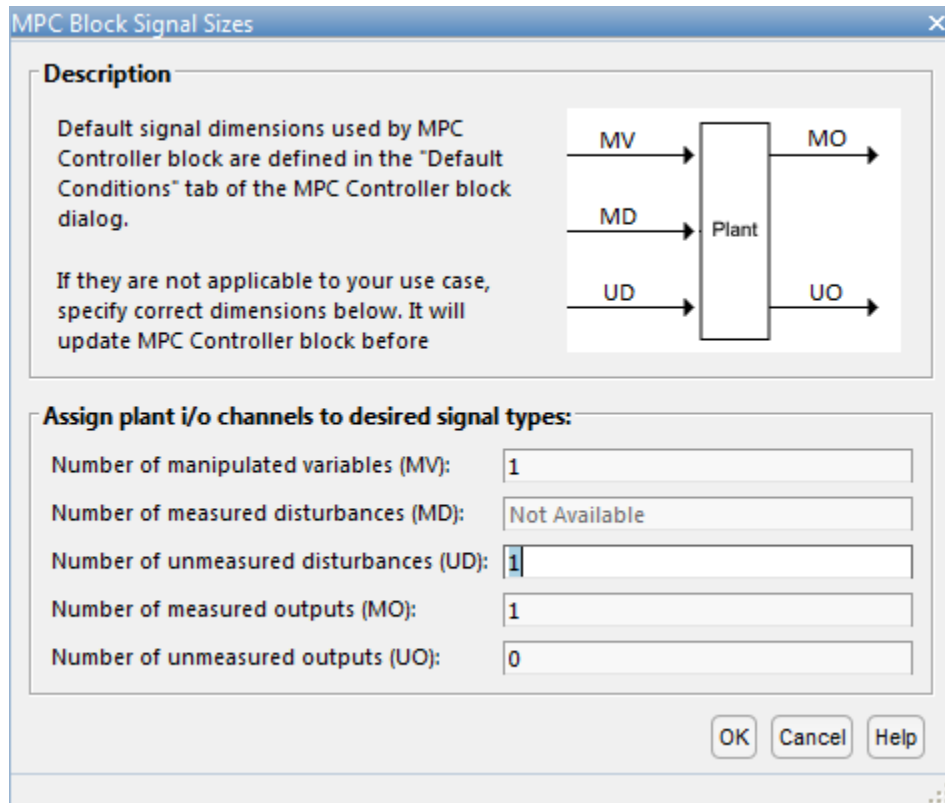 MPC Block Signal Sizes
Description
Default signal dimensions used by MPC
Controller block are defined in the "Default
Conditions" tab of the MPC Controller block
dialog.
If they are not applicable to your use case,
specify correct dimensions below. It will
update MPC Controller block before
MV
MO
MD
Plant
UD
UO
Assign plant i/o channels to desired signal types:
Number of manipulated variables (MV): 1
Number of measured disturbances (MD): Not Available
Number of unmeasured disturbances (UD): 1
Number of measured outputs (MO): 1
Number of unmeasured outputs (UO): 0
OK Cancel Help